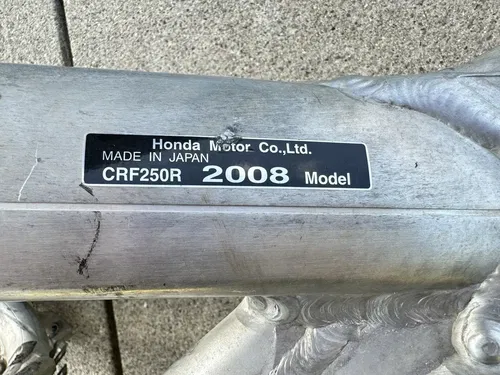 Honda Motor Co.,Ltd.
MADE IN JAPAN
CRF250R 2008 Model